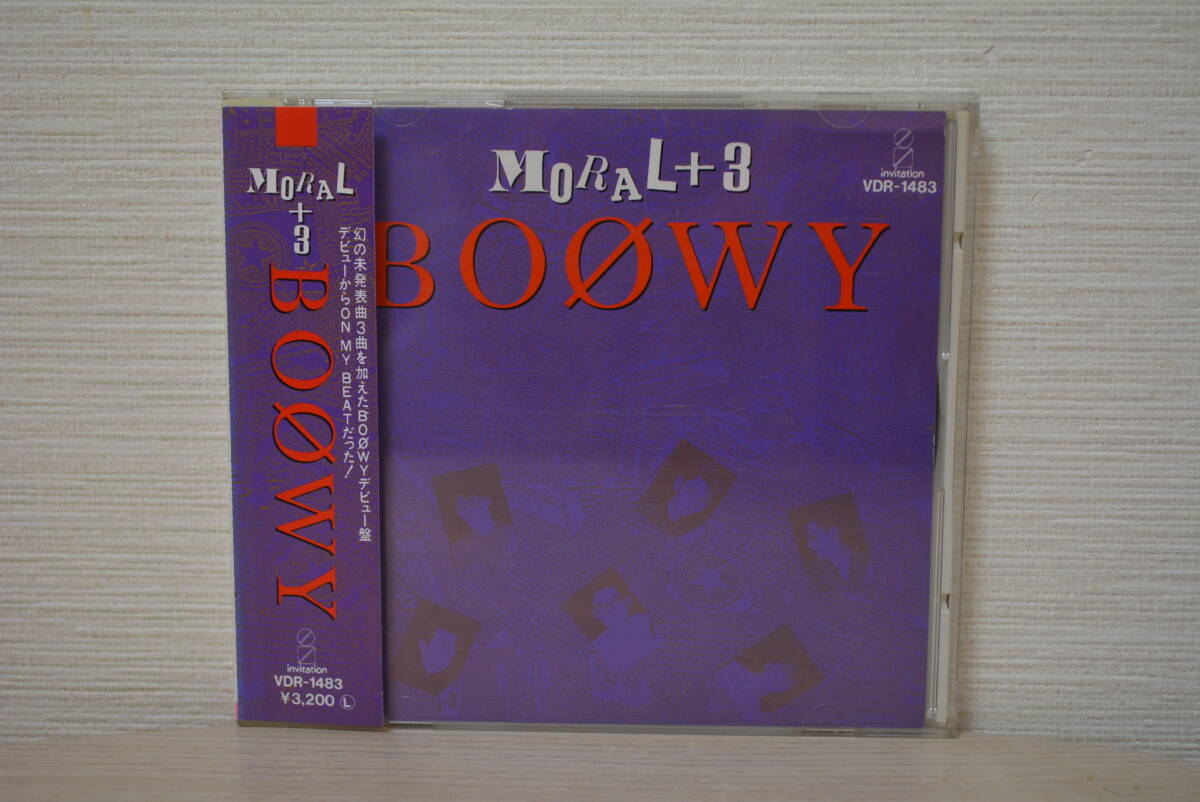 MORAL
+
3
BOØWY
幻の未発表曲3曲を加えたBOØWYデビュー盤
デビューからON MY BEATだった!
invitation
VDR-1483
¥3,200 Ⓛ
MORAL+3
BOØWY
invitation
VDR-1483